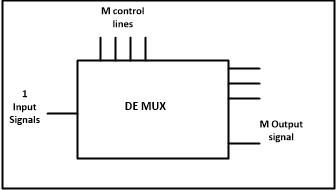 M control
lines
1
Input
Signals
DE MUX
M Output
signal